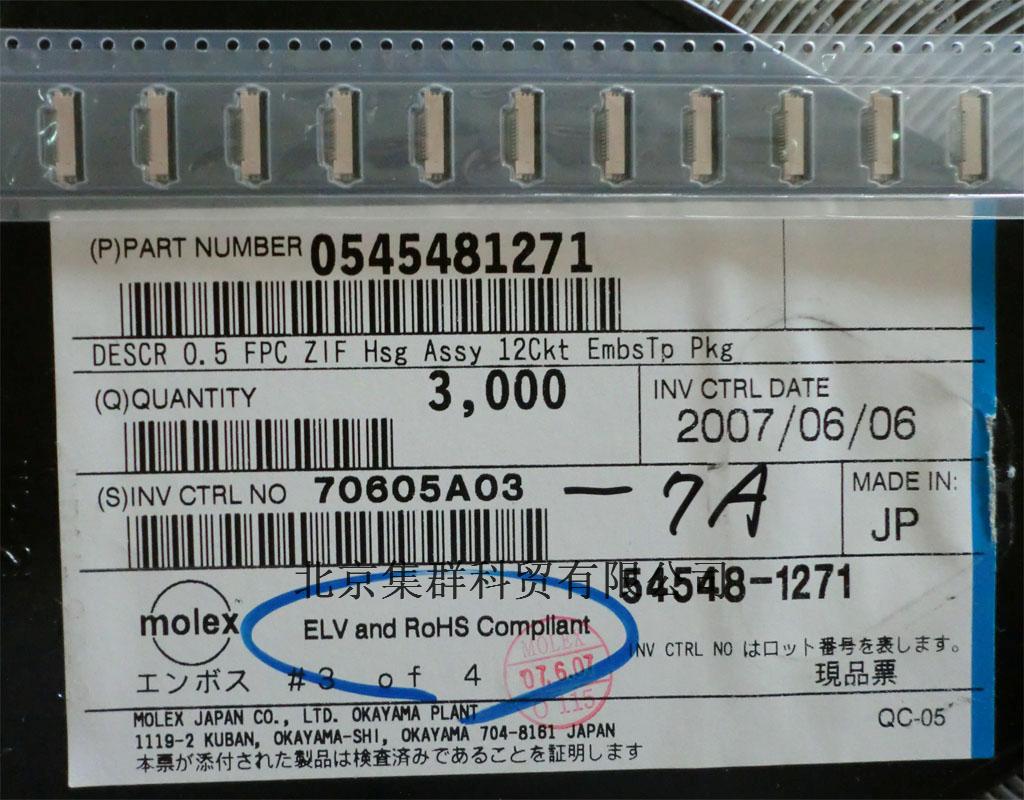 (P)PART NUMBER 0545481271
DESCR 0.5 FPC ZIF Hsg Assy 12Ckt EmbsTp Pkg
(Q)QUANTITY 3,000
INV CTRL DATE
2007/06/06
(S)INV CTRL NO 70605A03 — 7A
MADE IN:
JP
北京集群科贸有限公司
54548-1271
molex
ELV and RoHS Compliant
INV CTRL NO はロット番号を表します。
エンボス #3 of 4
現品票
MOLEX
07.6.07
115
MOLEX JAPAN CO., LTD. OKAYAMA PLANT
QC-05
1119-2 KUBAN, OKAYAMA-SHI, OKAYAMA 704-8161 JAPAN
本票が添付された製品は検査済みであることを証明します